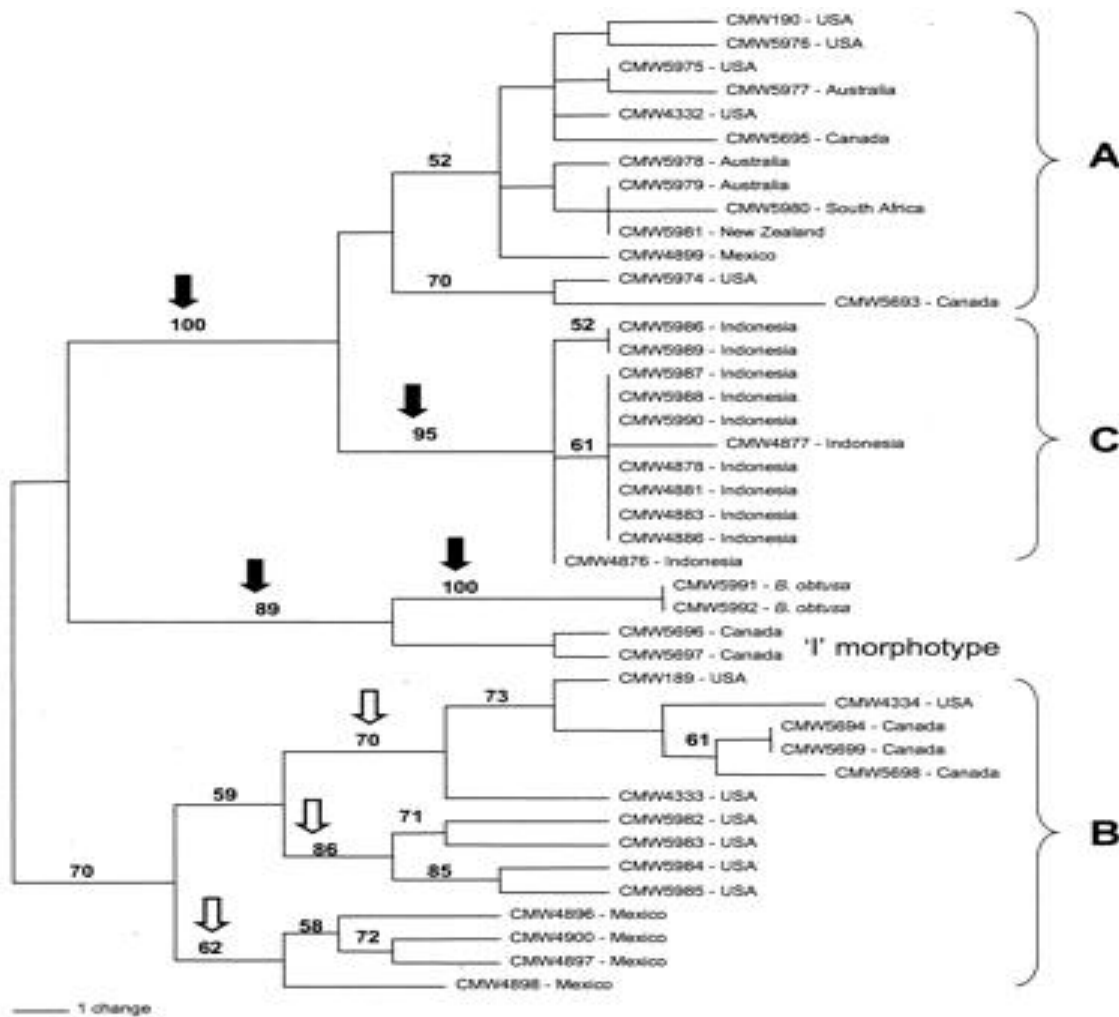 CMW190 - USA
CMW5976 - USA
CMW5975 - USA
CMW5977 - Australia
CMW4332 - USA
CMW5695 - Canada
52
CMW5978 - Australia
A
CMW5979 - Australia
CMW5980 - South Africa
CMW5981 - New Zealand
CMW4899 - Mexico
70
CMW5974 - USA
CMW5693 - Canada
100
52
CMW5986 - Indonesia
CMW5989 - Indonesia
CMW5987 - Indonesia
CMW5988 - Indonesia
CMW5990 - Indonesia
95
61
CMW4877 - Indonesia
C
CMW4878 - Indonesia
CMW4881 - Indonesia
CMW4883 - Indonesia
CMW4886 - Indonesia
CMW4876 - Indonesia
100
CMW5991 - B. obtusa
CMW5992 - B. obtusa
89
CMW5696 - Canada
CMW5697 - Canada
'I' morphotype
CMW189 - USA
73
CMW4334 - USA
CMW5694 - Canada
70
61
CMW5699 - Canada
CMW5698 - Canada
59
CMW4333 - USA
71
CMW5982 - USA
B
86
CMW5983 - USA
85
CMW5984 - USA
70
CMW5985 - USA
CMW4896 - Mexico
58
CMW4900 - Mexico
62
72
CMW4897 - Mexico
CMW4898 - Mexico
1 change